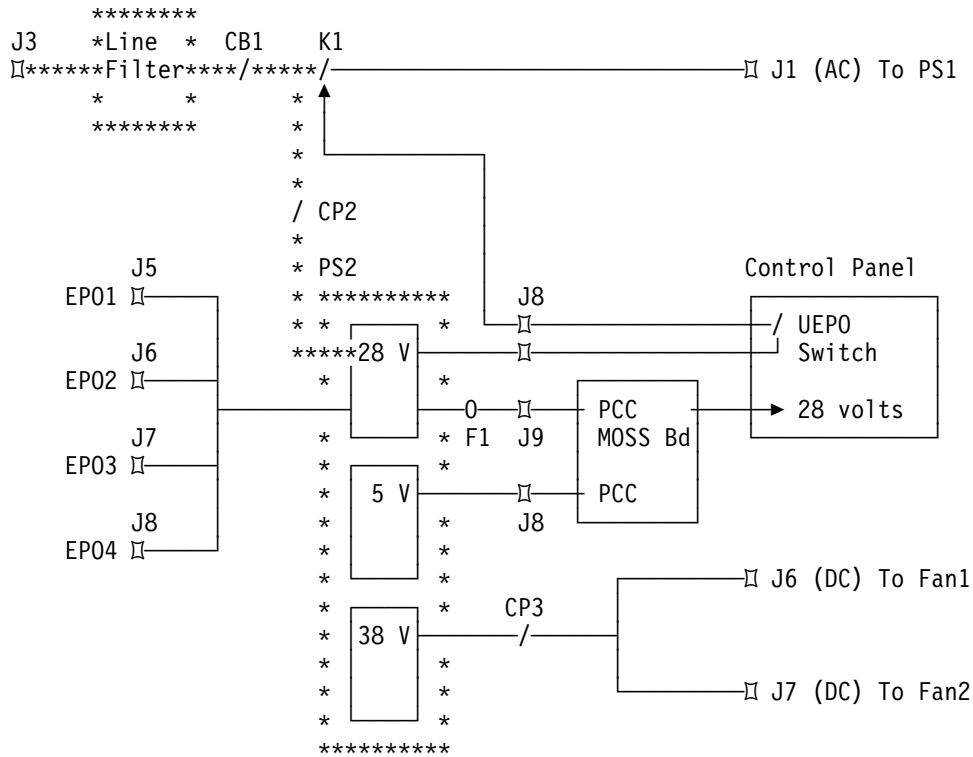 J3 *Line * CB1 K1
******Filter****/*****/ J1 (AC) To PS1
/ CP2
J5 * PS2 Control Panel
EPO1 J8
/ UEPO
J6 *****28 V Switch
EPO2
0 PCC 28 volts
J7 F1 J9 MOSS Bd
EPO3
5 V PCC
J8 J8
EPO4
J6 (DC) To Fan1
CP3
38 V /
J7 (DC) To Fan2